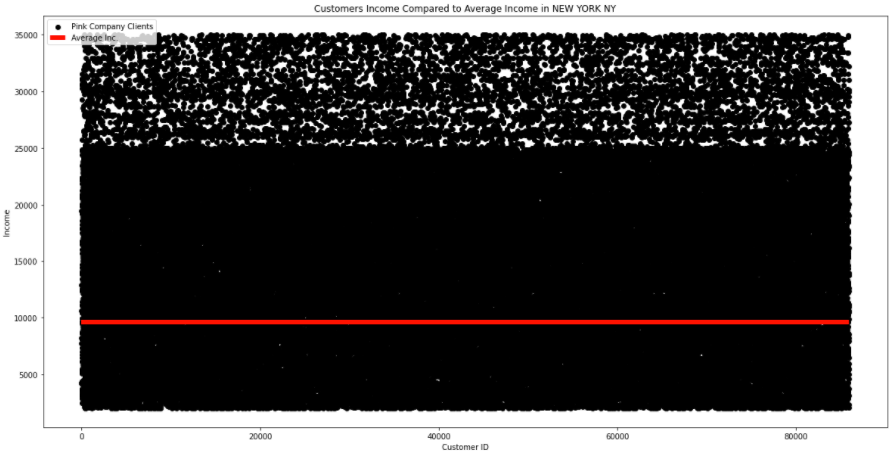 Customers Income Compared to Average Income in NEW YORK NY
Pink Company Clients
Average Inc.
35000
30000
25000
20000
15000
10000
5000
Income
0
20000
40000
60000
80000
Customer ID